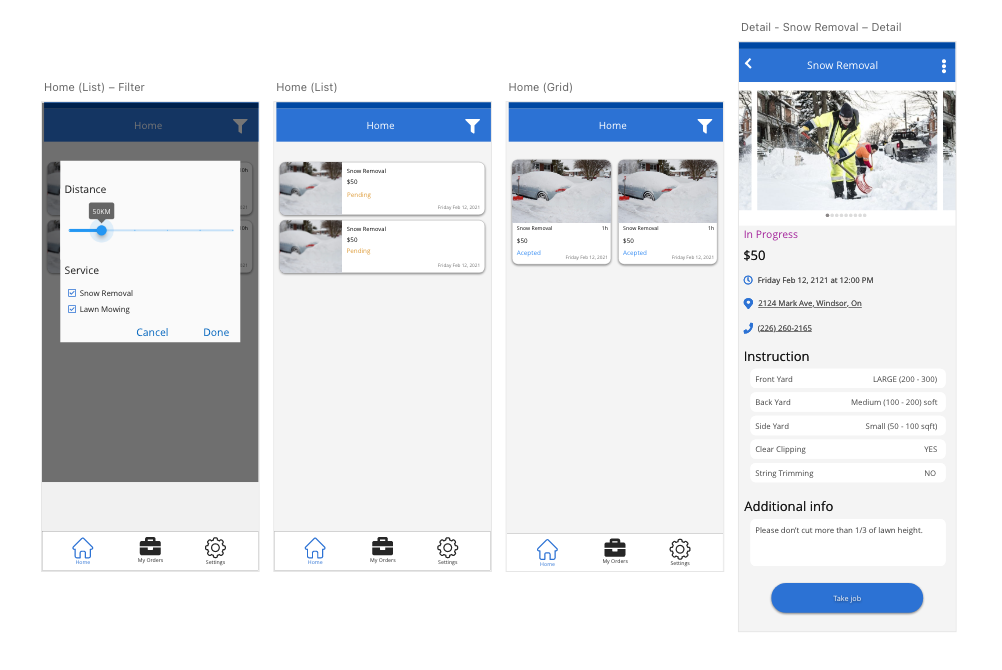 Home (List) – Filter
Home
0h
021
0h
021
Distance
50KM
Service
Snow Removal
Lawn Mowing
Cancel
Done
Home
My Orders
Settings
Home (List)
Home
Snow Removal
$50
Pending
Friday Feb 12, 2021
Snow Removal
$50
Pending
Friday Feb 12, 2021
Home
My Orders
Settings
Home (Grid)
Home
Snow Removal 1h
$50
Acepted
Friday Feb 12, 2021
Snow Removal 1h
$50
Acepted
Friday Feb 12, 2021
Home
My Orders
Settings
Detail - Snow Removal – Detail
Snow Removal
In Progress
$50
Friday Feb 12, 2121 at 12:00 PM
2124 Mark Ave, Windsor, On
(226) 260-2165
Instruction
Front Yard LARGE (200 - 300)
Back Yard Medium (100 - 200) soft
Side Yard Small (50 - 100 sqft)
Clear Clipping YES
String Trimming NO
Additional info
Please don't cut more than 1/3 of lawn height.
Take job